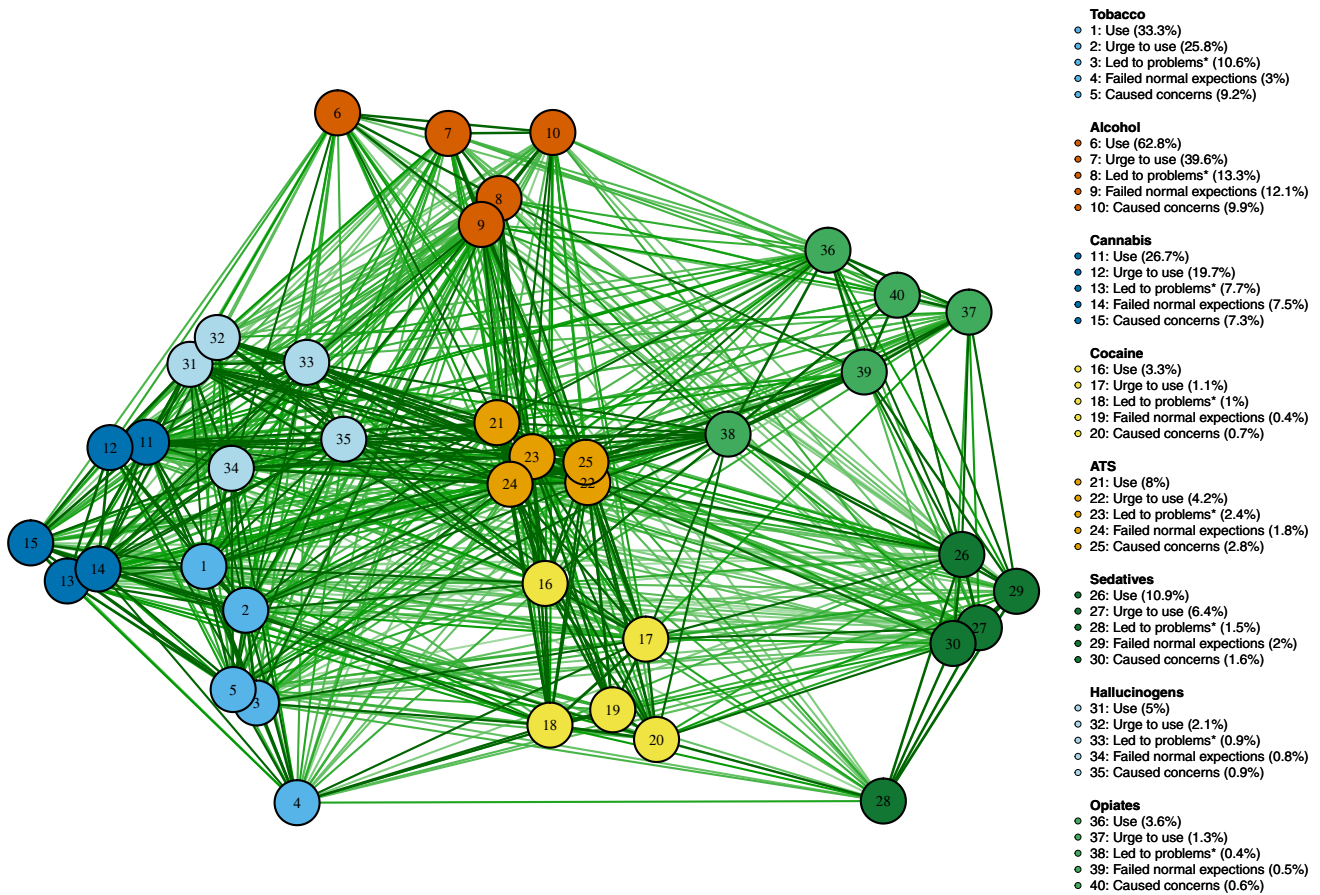 Tobacco
1: Use (33.3%)
2: Urge to use (25.8%)
3: Led to problems* (10.6%)
4: Failed normal expections (3%)
5: Caused concerns (9.2%)
Alcohol
6: Use (62.8%)
7: Urge to use (39.6%)
8: Led to problems* (13.3%)
9: Failed normal expections (12.1%)
10: Caused concerns (9.9%)
Cannabis
11: Use (26.7%)
12: Urge to use (19.7%)
13: Led to problems* (7.7%)
14: Failed normal expections (7.5%)
15: Caused concerns (7.3%)
Cocaine
16: Use (3.3%)
17: Urge to use (1.1%)
18: Led to problems* (1%)
19: Failed normal expections (0.4%)
20: Caused concerns (0.7%)
ATS
21: Use (8%)
22: Urge to use (4.2%)
23: Led to problems* (2.4%)
24: Failed normal expections (1.8%)
25: Caused concerns (2.8%)
Sedatives
26: Use (10.9%)
27: Urge to use (6.4%)
28: Led to problems* (1.5%)
29: Failed normal expections (2%)
30: Caused concerns (1.6%)
Hallucinogens
31: Use (5%)
32: Urge to use (2.1%)
33: Led to problems* (0.9%)
34: Failed normal expections (0.8%)
35: Caused concerns (0.9%)
Opiates
36: Use (3.6%)
37: Urge to use (1.3%)
38: Led to problems* (0.4%)
39: Failed normal expections (0.5%)
40: Caused concerns (0.6%)
6
7
10
8
9
36
40
37
32
31
33
39
21
38
35
11
12
23
25
34
24
22
15
26
1
14
13
16
29
2
27
17
30
5
3
19
18
20
28
4